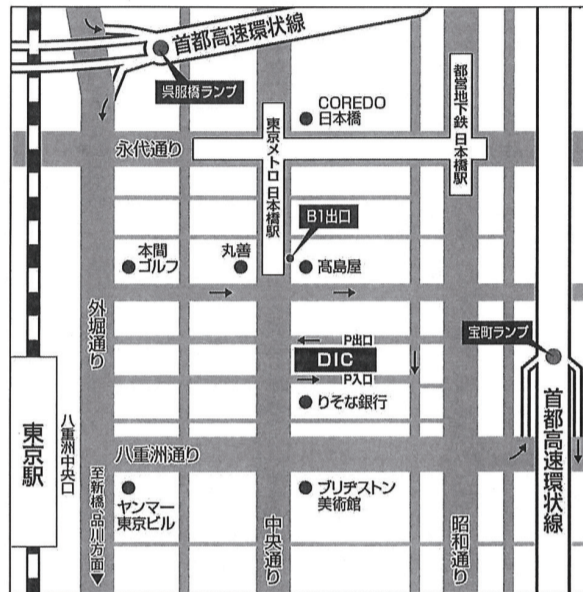 首都高速環状線
呉服橋ランプ
COREDO
日本橋
都営地下鉄 日本橋駅
永代通り
東京メトロ 日本橋駅
B1出口
本間
ゴルフ
丸善
髙島屋
外堀通り
P出口
DIC
P入口
宝町ランプ
りそな銀行
東京駅
八重洲中央口
八重洲通り
首都高速環状線
至新橋・品川方面
ヤンマー
東京ビル
ブリヂストン
美術館
中央通り
昭和通り